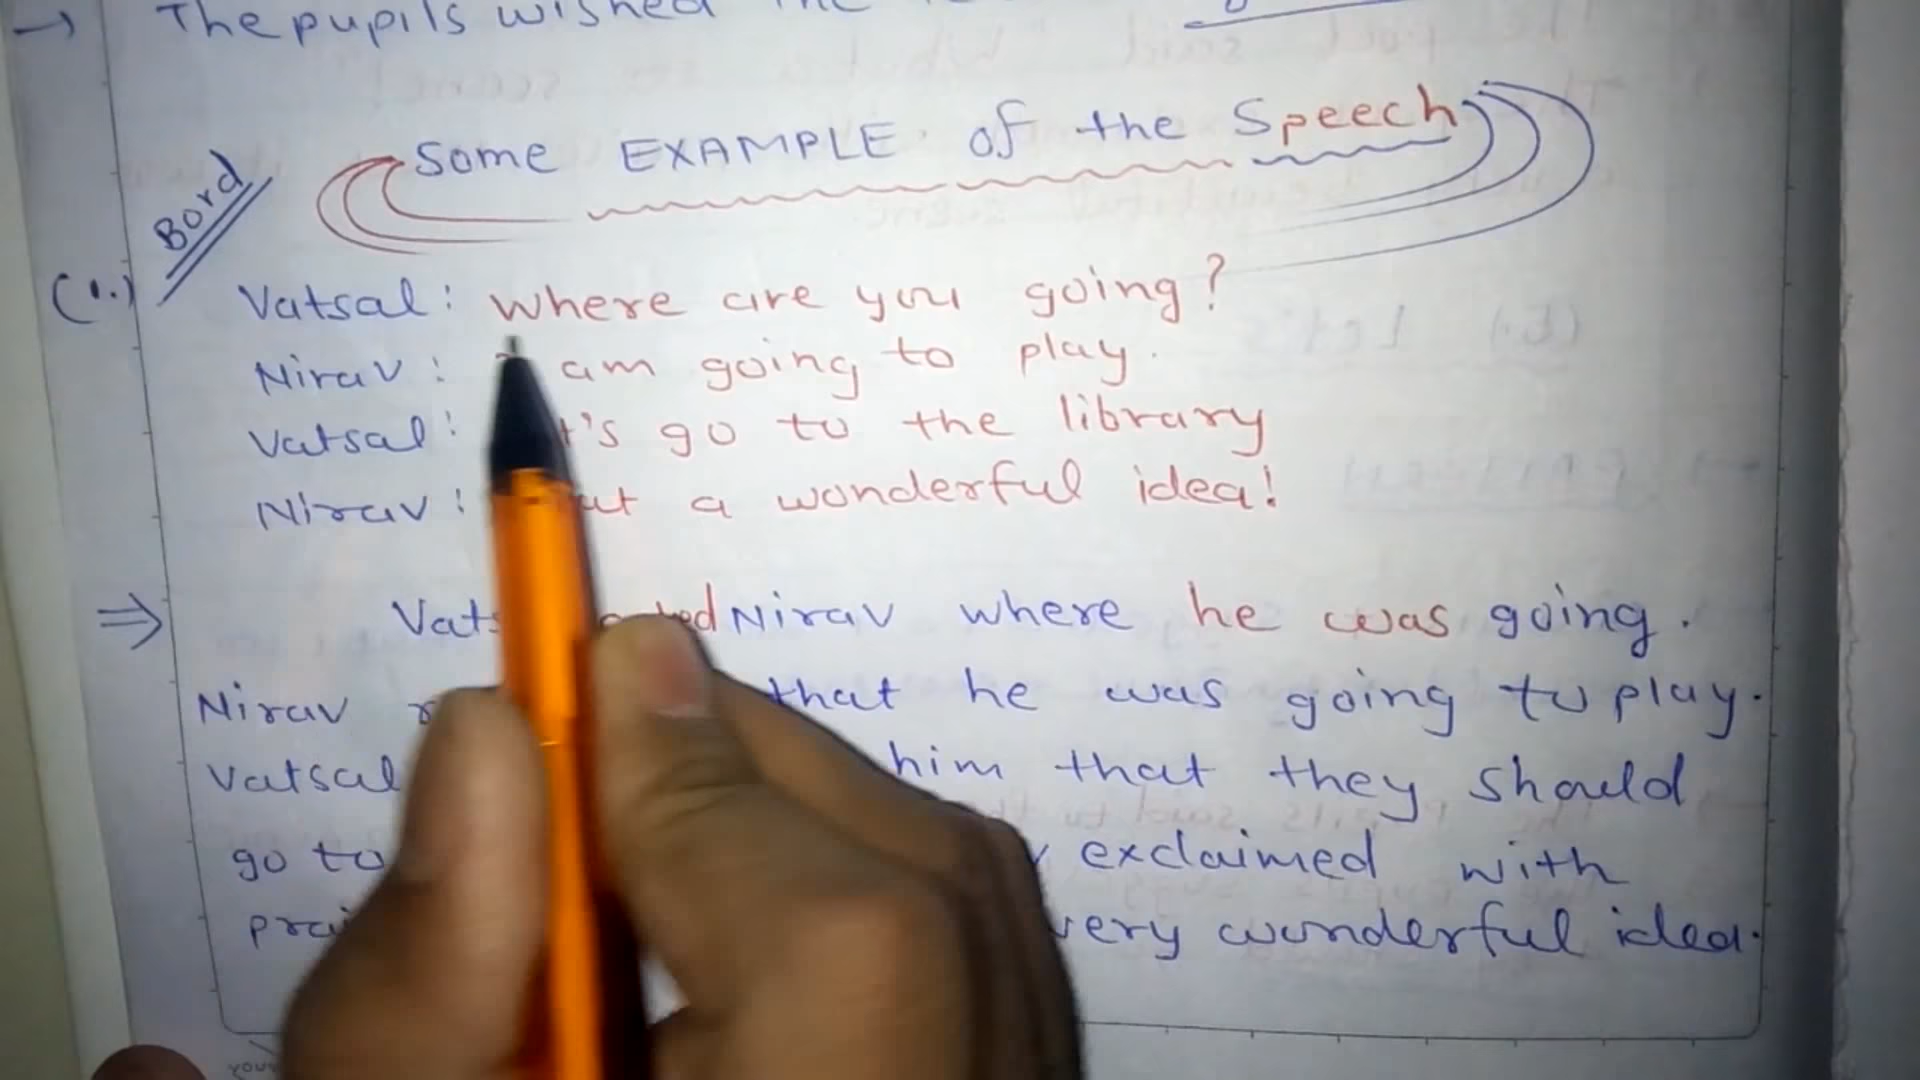 → The pupils wished the
Some EXAMPLE of the Speech
Bord
(1.) Vatsal: Where are you going?
Nirav: I am going to play.
Vatsal: go to the library
Nirav: a wonderful idea!
⇒ Nirav where he was going.
Nirav that he was going to play.
Vatsal him that they should
go to exclaimed with
very wonderful idea.